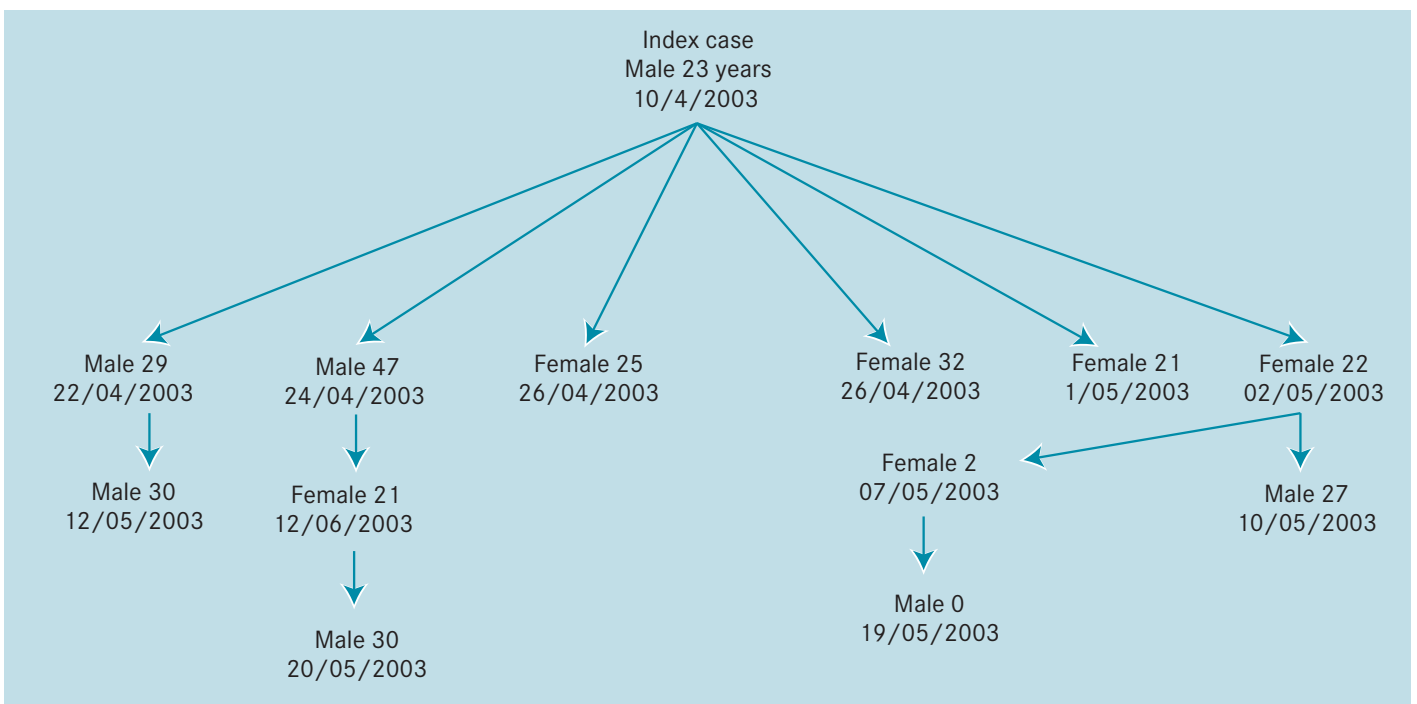 Index case
Male 23 years
10/4/2003
Male 29
22/04/2003
Male 47
24/04/2003
Female 25
26/04/2003
Female 32
26/04/2003
Female 21
1/05/2003
Female 22
02/05/2003
Male 30
12/05/2003
Female 21
12/06/2003
Female 2
07/05/2003
Male 27
10/05/2003
Male 30
20/05/2003
Male 0
19/05/2003